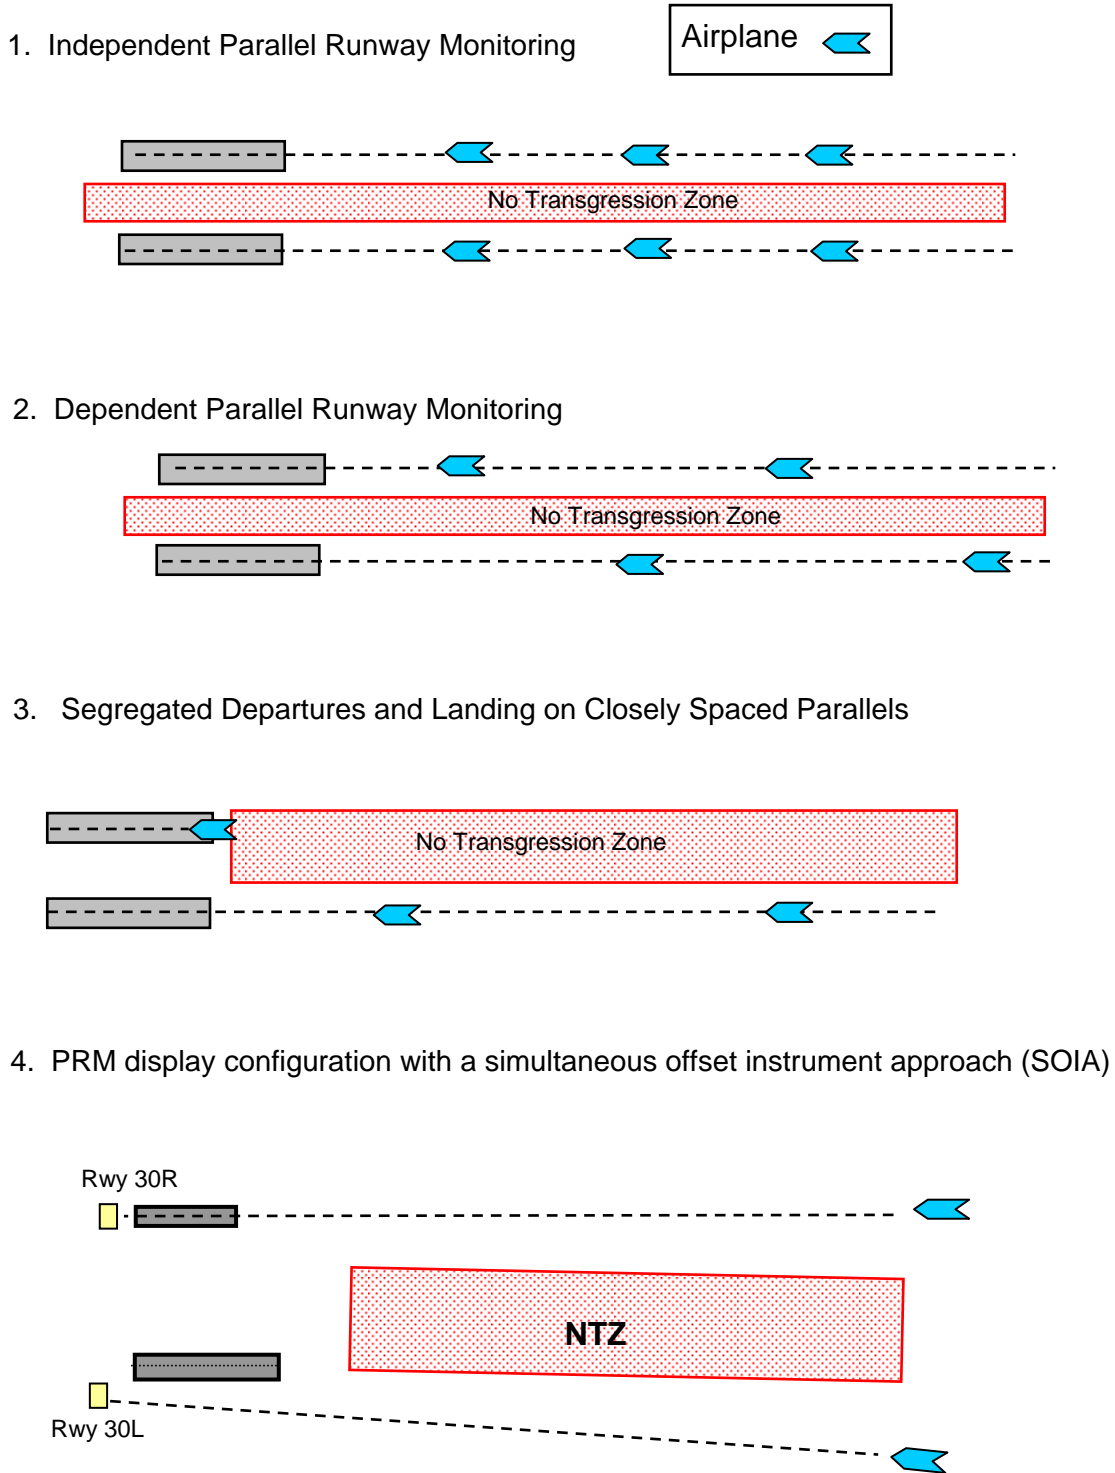 1. Independent Parallel Runway Monitoring
Airplane
No Transgression Zone
2. Dependent Parallel Runway Monitoring
No Transgression Zone
3. Segregated Departures and Landing on Closely Spaced Parallels
No Transgression Zone
4. PRM display configuration with a simultaneous offset instrument approach (SOIA)
Rwy 30R
NTZ
Rwy 30L